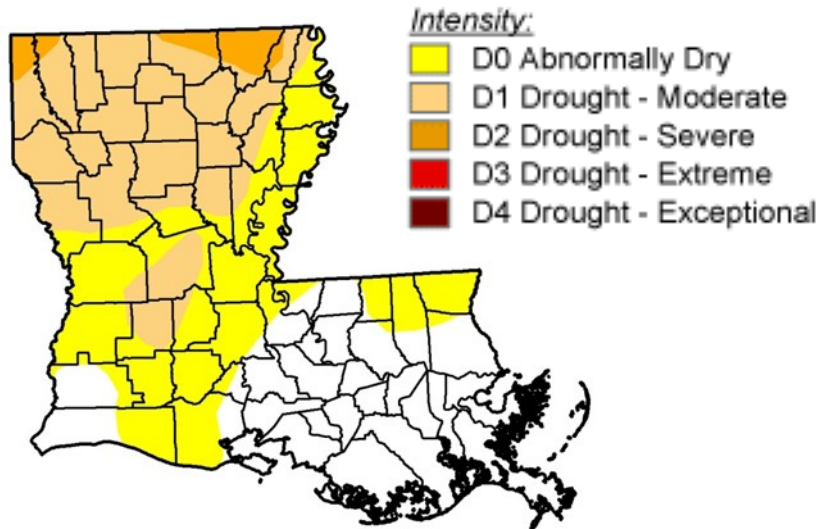 Intensity:
D0 Abnormally Dry
D1 Drought - Moderate
D2 Drought - Severe
D3 Drought - Extreme
D4 Drought - Exceptional